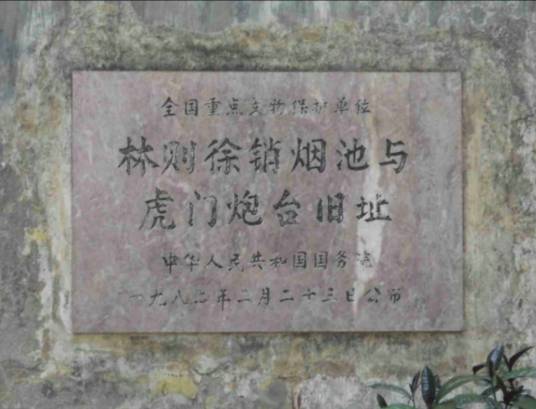 全国重点文物保护单位
林则徐销烟池与
虎门炮台旧址
中华人民共和国国务院
一九八二年二月二十三日公布